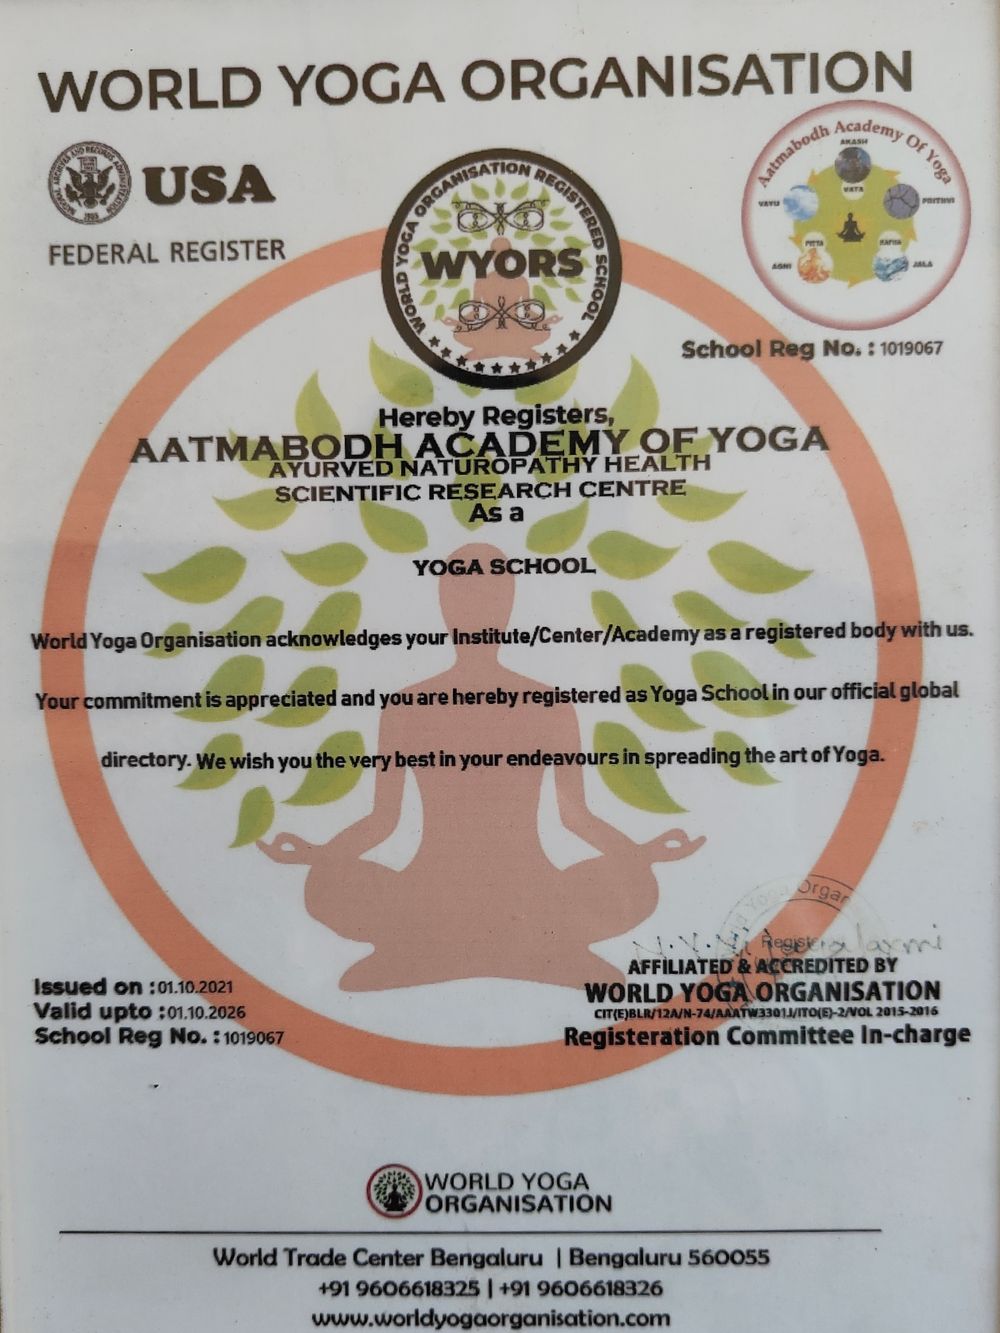 WORLD YOGA ORGANISATION
USA
FEDERAL REGISTER
WORLD YOGA ORGANISATION REGISTERED SCHOOL
WYORS
Aatmabodh Academy Of Yoga
AKASH
VATA
VAYU
PRITHVI
PITTA
KAPHA
AGNI
JALA
School Reg No. : 1019067
Hereby Registers,
AATMABODH ACADEMY OF YOGA
AYURVED NATUROPATHY HEALTH
SCIENTIFIC RESEARCH CENTRE
As a
YOGA SCHOOL
World Yoga Organisation acknowledges your Institute/Center/Academy as a registered body with us.
Your commitment is appreciated and you are hereby registered as Yoga School in our official global
directory. We wish you the very best in your endeavours in spreading the art of Yoga.
Issued on : 01.10.2021
Valid upto : 01.10.2026
School Reg No. : 1019067
AFFILIATED & ACCREDITED BY
WORLD YOGA ORGANISATION
CIT(E)BLR/12A/N-74/AAATW3301J/ITO(E)-2/VOL 2015-2016
Registeration Committee In-charge
WORLD YOGA
ORGANISATION
World Trade Center Bengaluru | Bengaluru 560055
+91 9606618325 | +91 9606618326
www.worldyogaorganisation.com